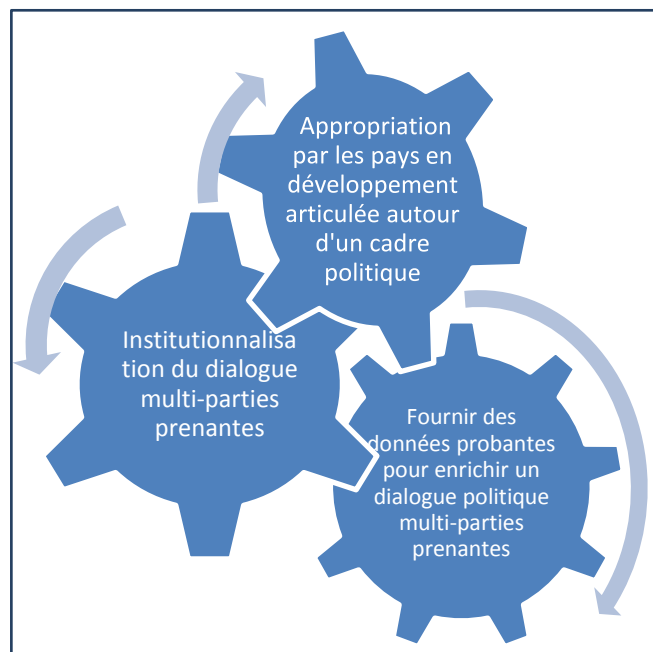 Appropriation
par les pays en
développement
articulée autour
d'un cadre
politique
Institutionnalisa
tion du dialogue
multi-parties
prenantes
Fournir des
données probantes
pour enrichir un
dialogue politique
multi-parties
prenantes